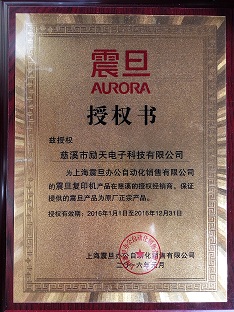 震旦
AURORA
授权书
兹授权
慈溪市励天电子科技有限公司
为上海震旦办公自动化销售有限公司
的震旦复印机产品在慈溪的授权经销商、保证
提供的震旦产品为原厂正宗产品。
授权有效期：2016年1月1日至2016年12月31日
上海震旦办公自动化销售有限公司
二〇一六年元月